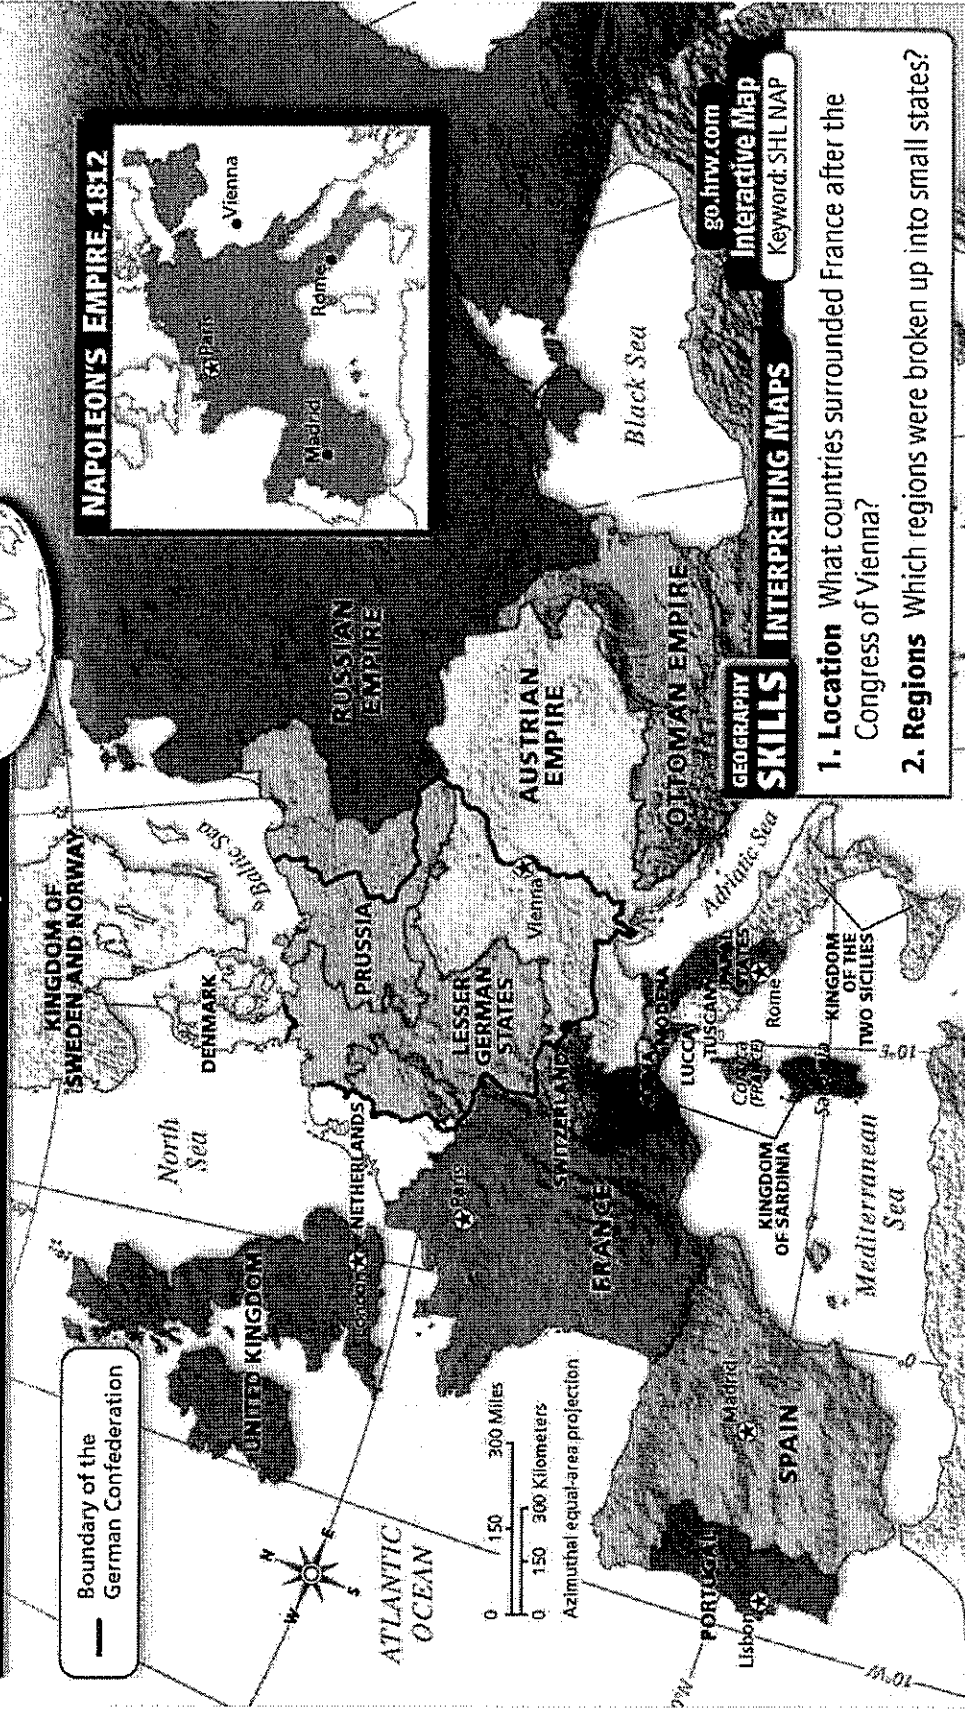 Boundary of the
German Confederation
N
E
S
W
ATLANTIC
OCEAN
0 150 300 Miles
0 150 300 Kilometers
Azimuthal equal-area projection
KINGDOM OF
SWEDEN AND NORWAY
North
Sea
DENMARK
Baltic Sea
UNITED KINGDOM
London
NETHERLANDS
PRUSSIA
RUSSIAN
EMPIRE
LESSER
GERMAN
STATES
Paris
FRANCE
SWITZERLAND
Vienna
AUSTRIAN
EMPIRE
OTTOMAN EMPIRE
Black Sea
Adriatic Sea
MODENA
LUCCA
TUSCANY
PAPAL
STATES
Rome
Corsica
(FRANCE)
KINGDOM
OF SARDINIA
KINGDOM
OF THE
TWO SICILIES
Mediterranean
Sea
SPAIN
Madrid
PORTUGAL
Lisbon
10°W
0°
10°E
NAPOLEON'S EMPIRE, 1812
Paris
Vienna
Madrid
Rome
GEOGRAPHY
SKILLS INTERPRETING MAPS
go.hrw.com
Interactive Map
Keyword: SHL NAP
1. Location What countries surrounded France after the
Congress of Vienna?
2. Regions Which regions were broken up into small states?